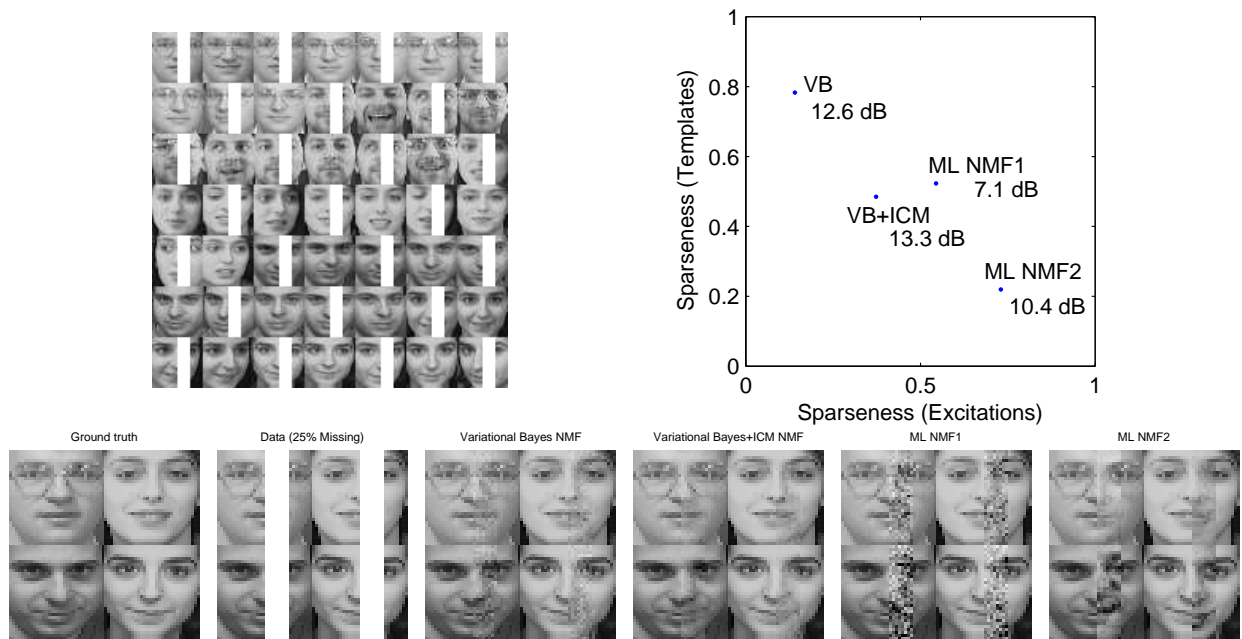 1
0.8
0.6
0.4
0.2
0
0 0.5 1
Sparseness (Templates)
Sparseness (Excitations)
VB
12.6 dB
ML NMF1
7.1 dB
VB+ICM
13.3 dB
ML NMF2
10.4 dB
Ground truth
Data (25% Missing)
Variational Bayes NMF
Variational Bayes+ICM NMF
ML NMF1
ML NMF2